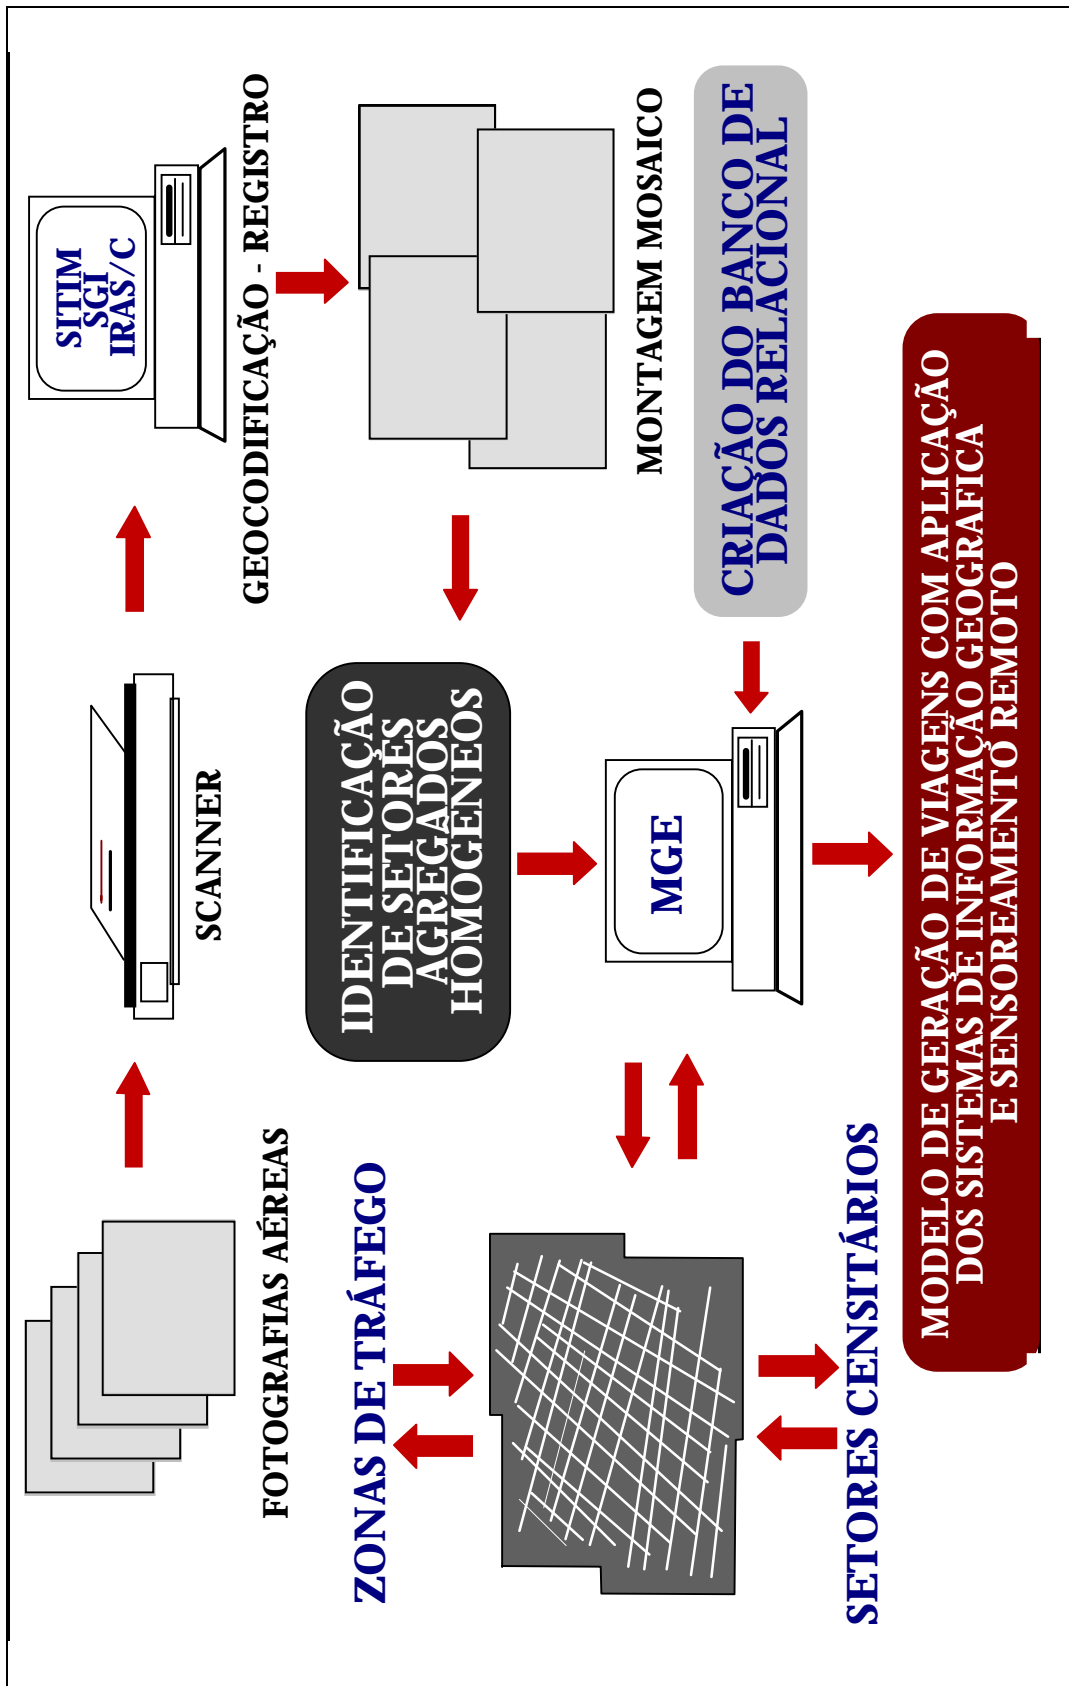 FOTOGRAFIAS AÉREAS
SCANNER
SITIM
SGI
IRAS/C
GEOCODIFICAÇÃO - REGISTRO
MONTAGEM MOSAICO
IDENTIFICAÇÃO
DE SETORES
AGREGADOS
HOMOGÊNEOS
ZONAS DE TRÁFEGO
MGE
CRIAÇÃO DO BANCO DE
DADOS RELACIONAL
SETORES CENSITÁRIOS
MODELO DE GERAÇÃO DE VIAGENS COM APLICAÇÃO
DOS SISTEMAS DE INFORMAÇÃO GEOGRAFICA
E SENSOREAMENTO REMOTO